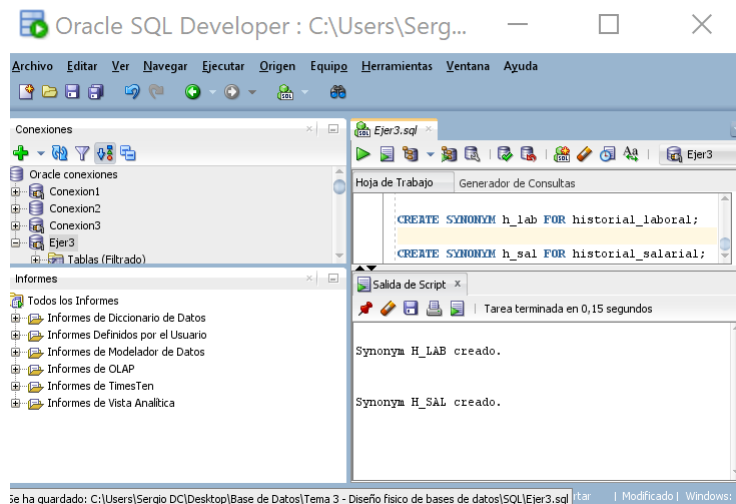 Oracle SQL Developer : C:\Users\Serg...
Archivo Editar Ver Navegar Ejecutar Origen Equipo Herramientas Ventana Ayuda
Conexiones
Oracle conexiones
Conexion1
Conexion2
Conexion3
Ejer3
Tablas (Filtrado)
Informes
Todos los Informes
Informes de Diccionario de Datos
Informes Definidos por el Usuario
Informes de Modelador de Datos
Informes de OLAP
Informes de TimesTen
Informes de Vista Analítica
Ejer3.sql
Ejer3
Hoja de Trabajo Generador de Consultas
CREATE SYNONYM h_lab FOR historial_laboral;
CREATE SYNONYM h_sal FOR historial_salarial;
Salida de Script
Tarea terminada en 0,15 segundos
Synonym H_LAB creado.
Synonym H_SAL creado.
Se ha guardado: C:\Users\Sergio DC\Desktop\Base de Datos\Tema 3 - Diseño fisico de bases de datos\SQL\Ejer3.sql rtar | Modificado | Windows: